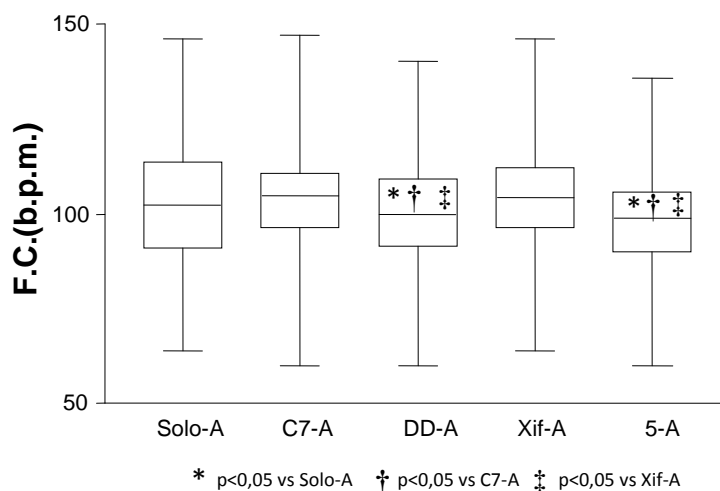 150
100
50
F.C.(b.p.m.)
* † ‡
* † ‡
Solo-A C7-A DD-A Xif-A 5-A
* p<0,05 vs Solo-A † p<0,05 vs C7-A ‡ p<0,05 vs Xif-A